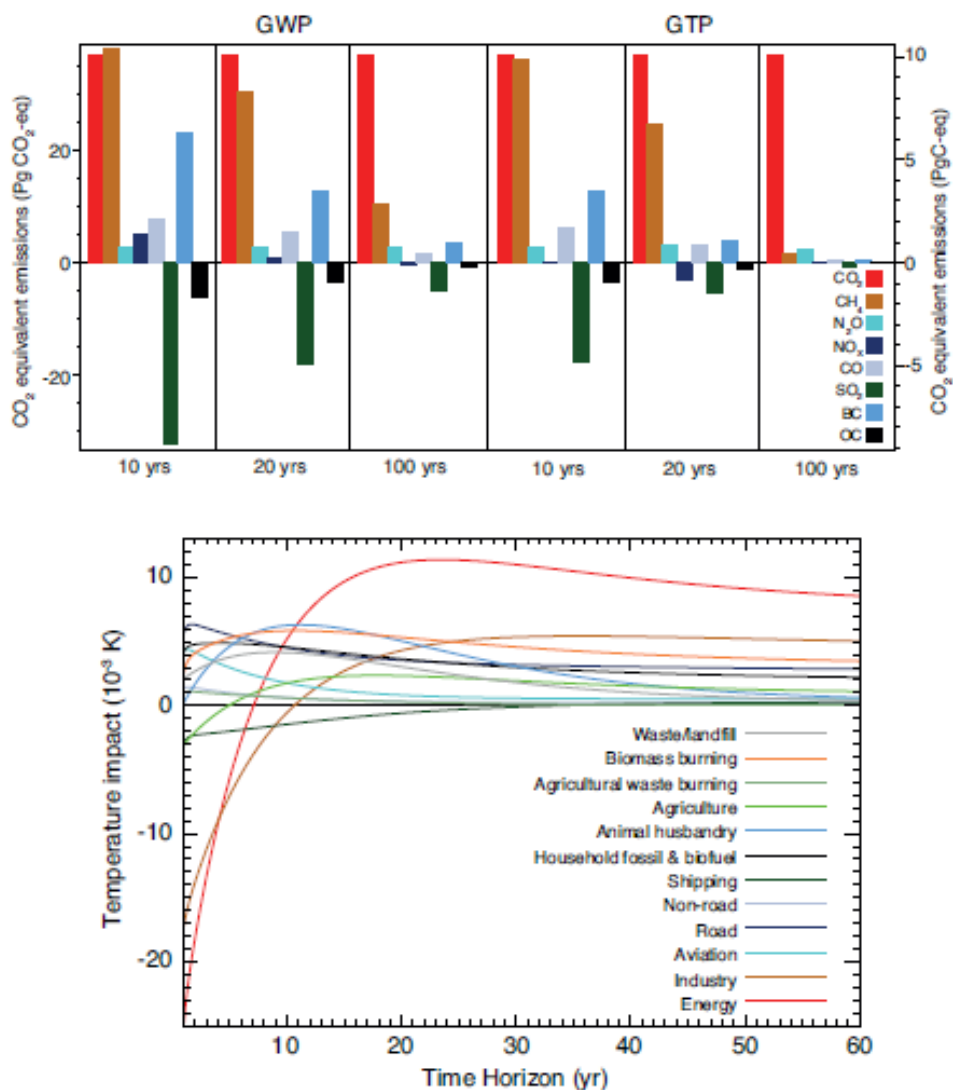 GWP GTP
CO₂ equivalent emissions (Pg CO₂-eq)
20
0
-20
10
5
0
-5
CO₂ equivalent emissions (PgC-eq)
CO₂
CH₄
N₂O
NOₓ
CO
SO₂
BC
OC
10 yrs 20 yrs 100 yrs 10 yrs 20 yrs 100 yrs
Temperature impact (10⁻³ K)
10
0
-10
-20
Waste/landfill
Biomass burning
Agricultural waste burning
Agriculture
Animal husbandry
Household fossil & biofuel
Shipping
Non-road
Road
Aviation
Industry
Energy
10 20 30 40 50 60
Time Horizon (yr)